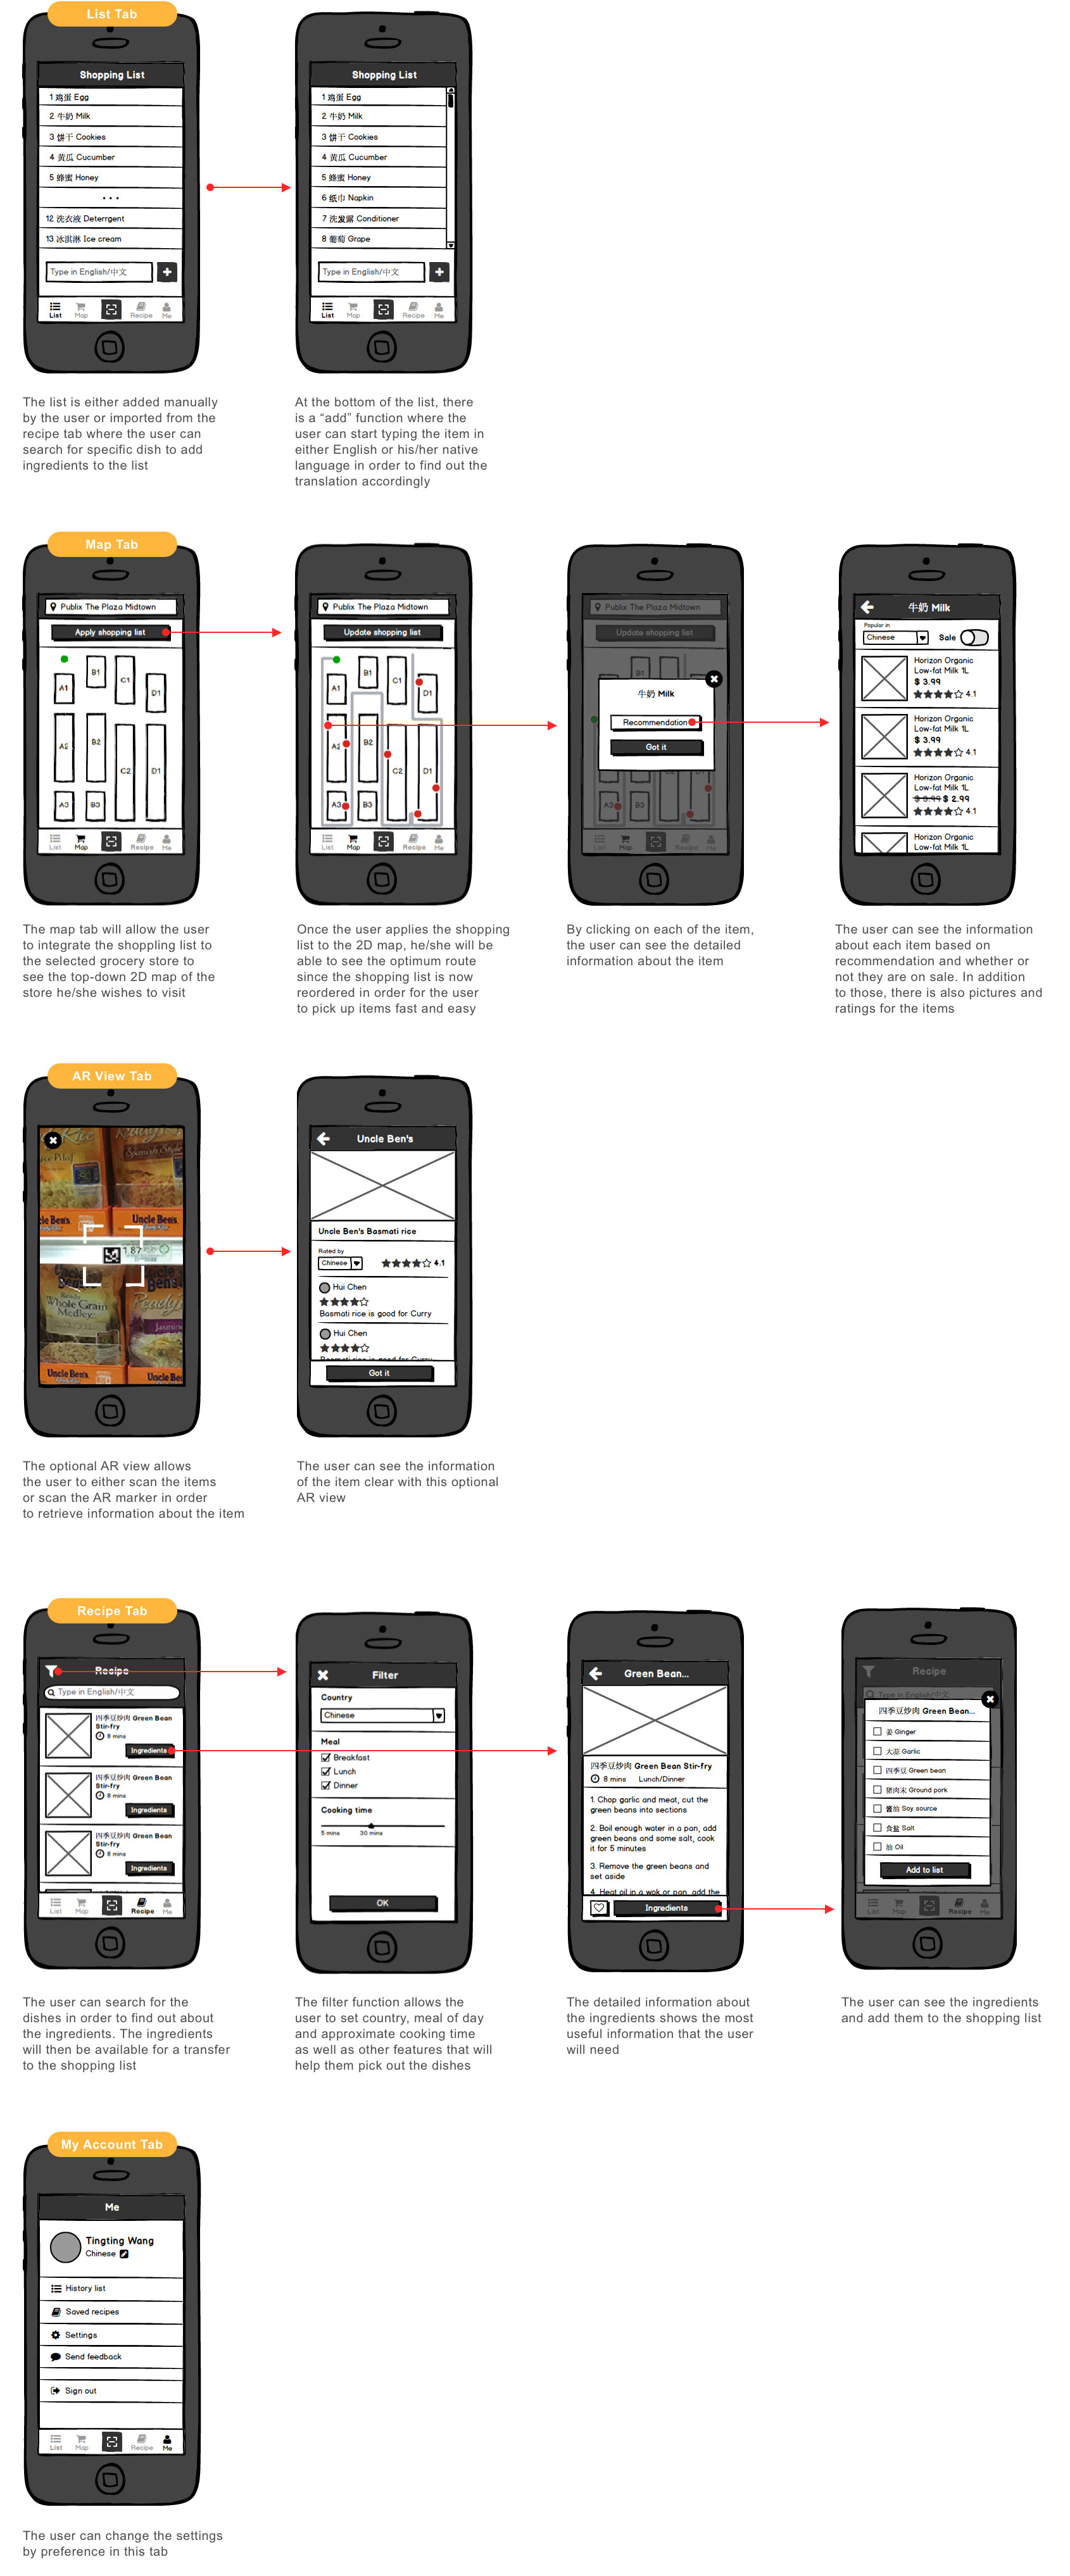 List Tab
Shopping List
1 鸡蛋 Egg
2 牛奶 Milk
3 饼干 Cookies
4 黄瓜 Cucumber
5 蜂蜜 Honey
...
12 洗衣液 Deterrgent
13 冰淇淋 Ice cream
Type in English/中文
List Map Recipe Me
Shopping List
1 鸡蛋 Egg
2 牛奶 Milk
3 饼干 Cookies
4 黄瓜 Cucumber
5 蜂蜜 Honey
6 纸巾 Napkin
7 洗发露 Conditioner
8 葡萄 Grape
Type in English/中文
List Map Recipe Me
The list is either added manually
by the user or imported from the
recipe tab where the user can
search for specific dish to add
ingredients to the list
At the bottom of the list, there
is a “add” function where the
user can start typing the item in
either English or his/her native
language in order to find out the
translation accordingly
Map Tab
Publix The Plaza Midtown
Apply shopping list
A1 B1 C1 D1
A2 B2 C2 D1
A3 B3
List Map Recipe Me
Publix The Plaza Midtown
Update shopping list
A1 B1 C1 D1
A2 B2 C2 D1
A3 B3
List Map Recipe Me
Publix The Plaza Midtown
Update shopping list
B1
牛奶 Milk
Recommendation
Got it
C2 D1
A3 B3
List Map Recipe Me
牛奶 Milk
Popular in
Chinese
Sale
Horizon Organic
Low-fat Milk 1L
$ 3.99
4.1
Horizon Organic
Low-fat Milk 1L
$ 3.99
4.1
Horizon Organic
Low-fat Milk 1L
$ 3.99 $ 2.99
4.1
Horizon Organic
Low-fat Milk 1L
The map tab will allow the user
to integrate the shoppling list to
the selected grocery store to
see the top-down 2D map of the
store he/she wishes to visit
Once the user applies the shopping
list to the 2D map, he/she will be
able to see the optimum route
since the shopping list is now
reordered in order for the user
to pick up items fast and easy
By clicking on each of the item,
the user can see the detailed
information about the item
The user can see the information
about each item based on
recommendation and whether or
not they are on sale. In addition
to those, there is also pictures and
ratings for the items
AR View Tab
Rice
Ready
Uncle Ben's
1.87
Whole Grain
Medley
Ready
Jasmin
Uncle Ben's
Uncle Be
Uncle Ben's
Uncle Ben's Basmati rice
Rated by
Chinese
4.1
Hui Chen
Basmati rice is good for Curry
Hui Chen
Basmati rice is good for Curry
Got it
The optional AR view allows
the user to either scan the items
or scan the AR marker in order
to retrieve information about the item
The user can see the information
of the item clear with this optional
AR view
Recipe Tab
Recipe
Type in English/中文
四季豆炒肉 Green Bean
Stir-fry
8 mins
Ingredients
四季豆炒肉 Green Bean
Stir-fry
8 mins
Ingredients
四季豆炒肉 Green Bean
Stir-fry
8 mins
Ingredients
List Map Recipe Me
Filter
Country
Chinese
Meal
Breakfast
Lunch
Dinner
Cooking time
5 mins 30 mins
OK
Green Bean...
四季豆炒肉 Green Bean Stir-fry
8 mins Lunch/Dinner
1. Chop garlic and meat, cut the
green beans into sections
2. Boil enough water in a pan, add
green beans and some salt, cook
it for 5 minutes
3. Remove the green beans and
set aside
4. Heat oil in a wok or pan, add the
Ingredients
Recipe
Type in English/中文
四季豆炒肉 Green Bean...
姜 Ginger
大蒜 Garlic
四季豆 Green bean
猪肉末 Ground pork
酱油 Soy source
食盐 Salt
油 Oil
Add to list
List Map Recipe Me
The user can search for the
dishes in order to find out about
the ingredients. The ingredients
will then be available for a transfer
to the shopping list
The filter function allows the
user to set country, meal of day
and approximate cooking time
as well as other features that will
help them pick out the dishes
The detailed information about
the ingredients shows the most
useful information that the user
will need
The user can see the ingredients
and add them to the shopping list
My Account Tab
Me
Tingting Wang
Chinese
History list
Saved recipes
Settings
Send feedback
Sign out
List Map Recipe Me
The user can change the settings
by preference in this tab